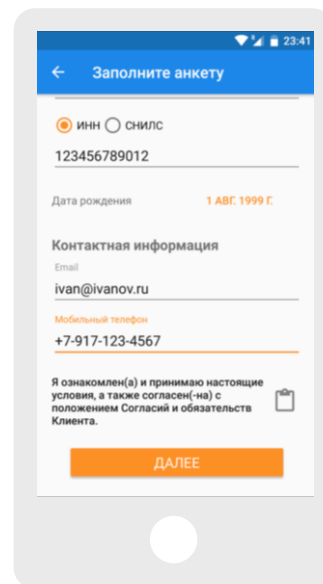 23:41
Заполните анкету
ИНН СНИЛС
123456789012
Дата рождения 1 АВГ. 1999 Г.
Контактная информация
Email
ivan@ivanov.ru
Мобильный телефон
+7-917-123-4567
Я ознакомлен(а) и принимаю настоящие
условия, а также согласен(-на) с
положением Согласий и обязательств
Клиента.
ДАЛЕЕ